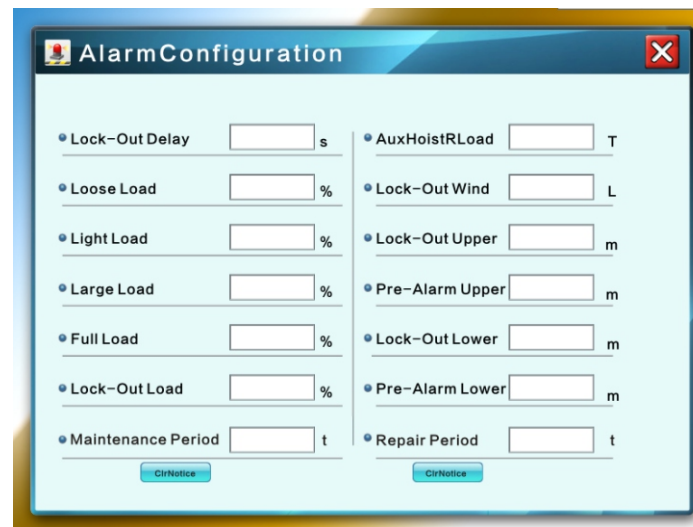 AlarmConfiguration
Lock-Out Delay s
Loose Load %
Light Load %
Large Load %
Full Load %
Lock-Out Load %
Maintenance Period t
ClrNotice
AuxHoistRLoad T
Lock-Out Wind L
Lock-Out Upper m
Pre-Alarm Upper m
Lock-Out Lower m
Pre-Alarm Lower m
Repair Period t
ClrNotice